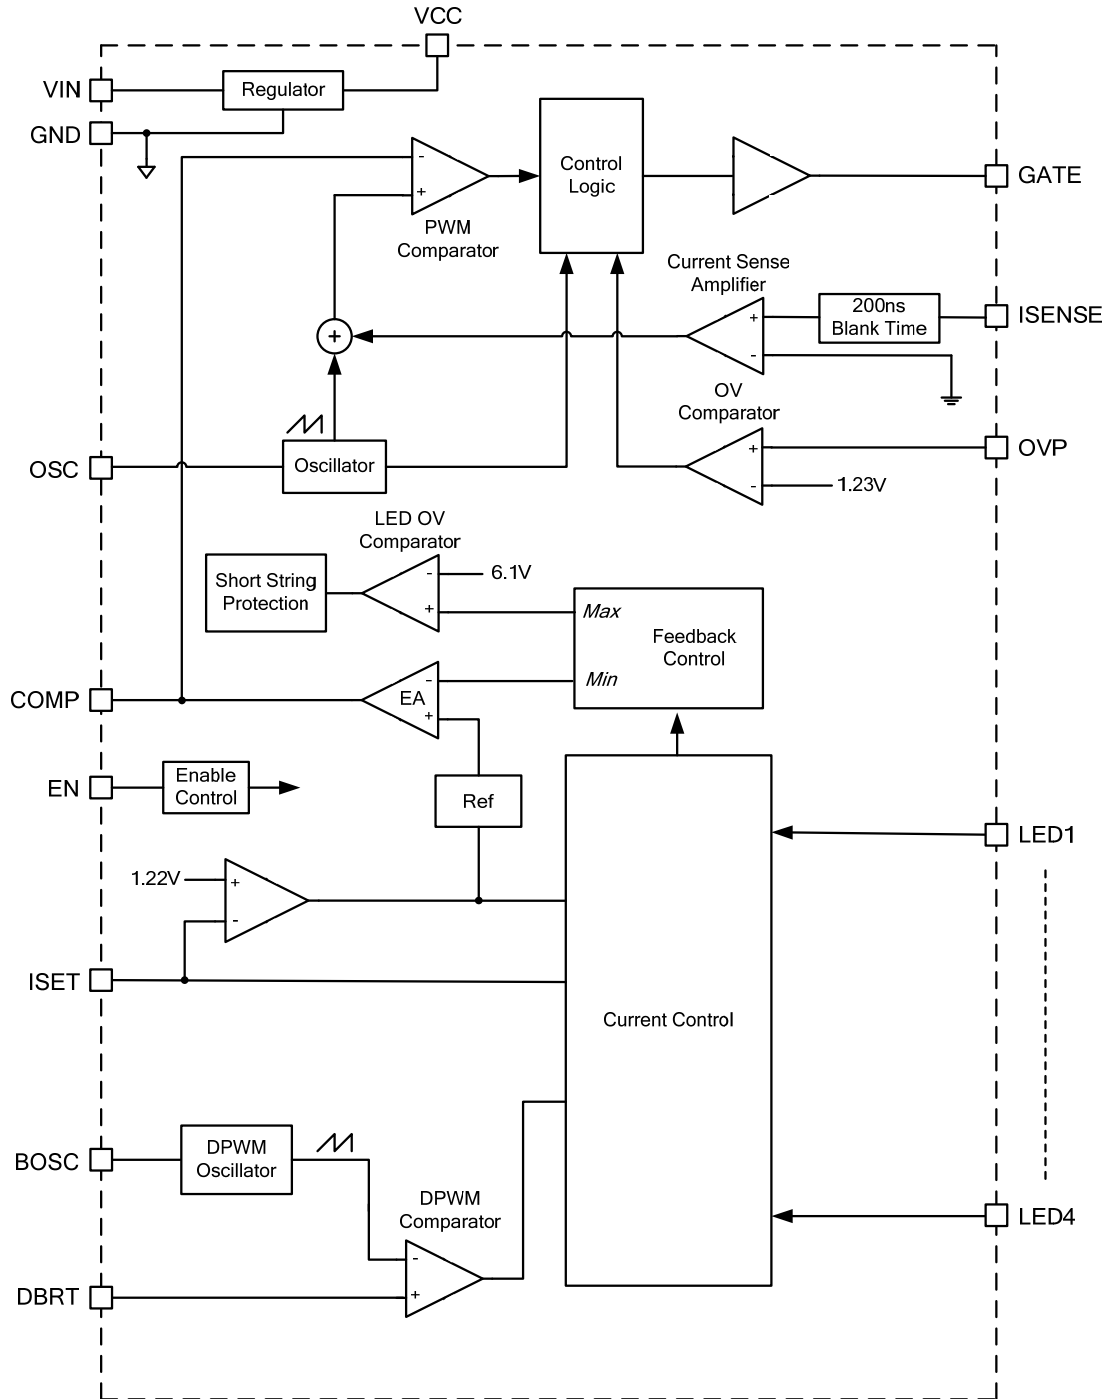 VCC
VIN
Regulator
GND
-
+
PWM
Comparator
Control
Logic
GATE
Current Sense
Amplifier
+
-
200ns
Blank Time
ISENSE
+
OV
Comparator
+
-
1.23V
OVP
OSC
Oscillator
LED OV
Comparator
Short String
Protection
-
+
6.1V
Max
Feedback
Control
Min
COMP
EA
-
+
EN
Enable
Control
Ref
LED1
1.22V
+
-
ISET
Current Control
BOSC
DPWM
Oscillator
DPWM
Comparator
-
+
LED4
DBRT